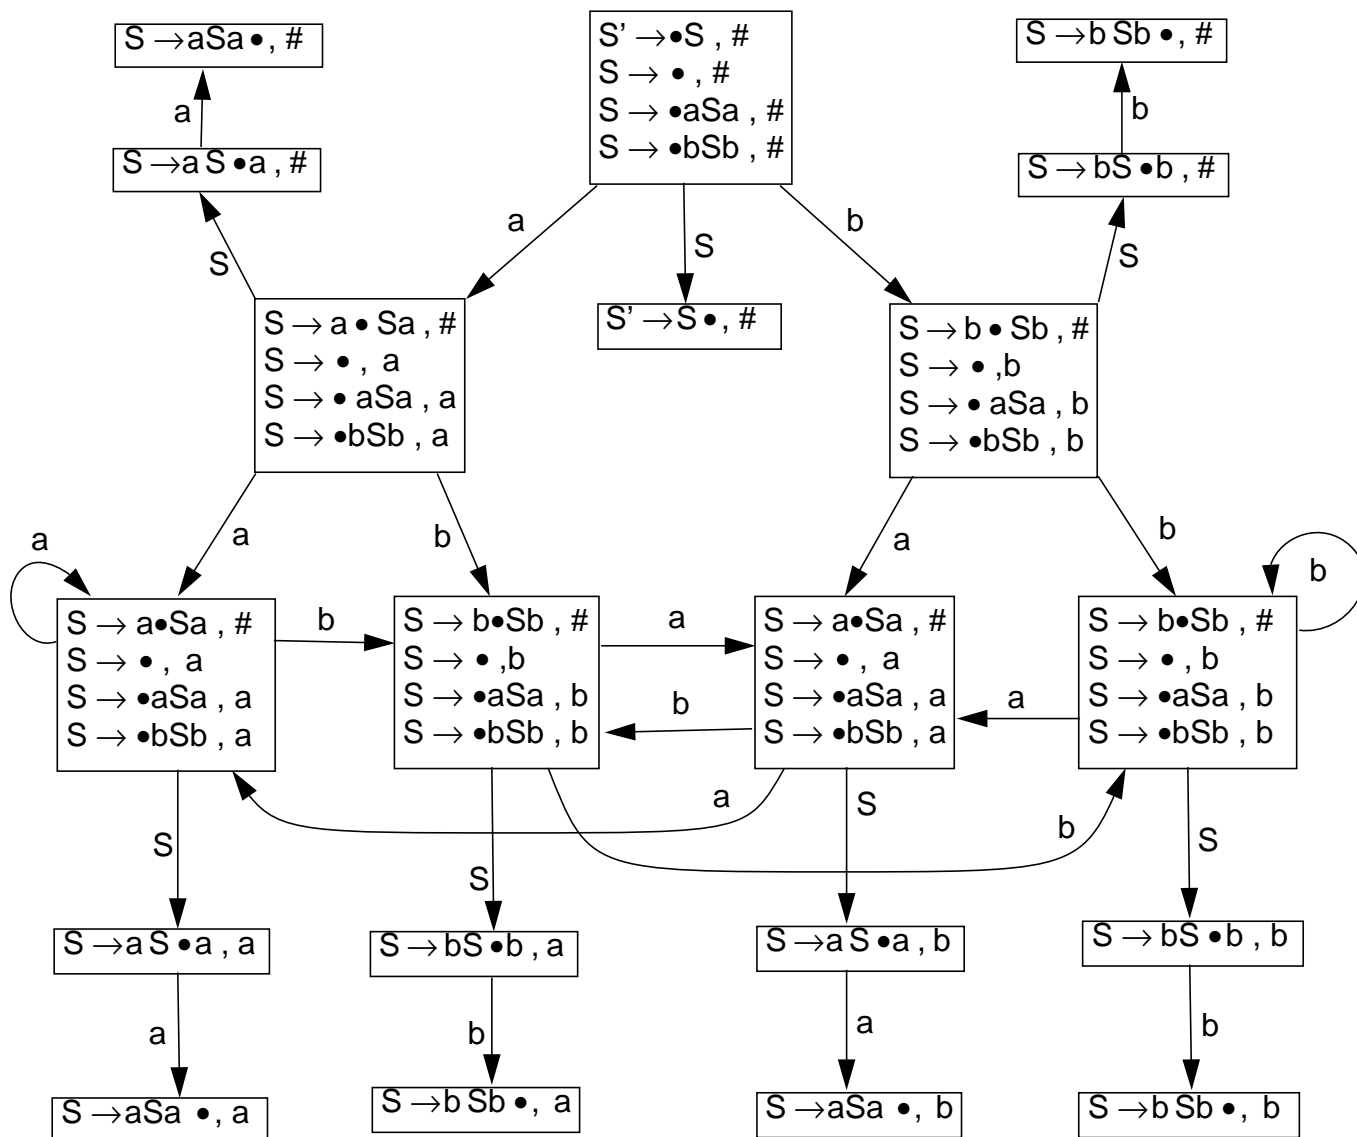 S →aSa •, #
S' → •S , #
S → • , #
S → •aSa , #
S → •bSb , #
S →b Sb •, #
a
b
S →a S •a , #
S →bS •b , #
a
S
b
S
S
S → a • Sa , #
S → • , a
S → • aSa , a
S → •bSb , a
S' →S •, #
S → b • Sb , #
S → • ,b
S → • aSa , b
S → •bSb , b
a
b
a
b
a
b
S → a•Sa , #
S → • , a
S → •aSa , a
S → •bSb , a
b
S → b•Sb , #
S → • ,b
S → •aSa , b
S → •bSb , b
a
b
S → a•Sa , #
S → • , a
S → •aSa , a
S → •bSb , a
a
S → b•Sb , #
S → • , b
S → •aSa , b
S → •bSb , b
a
b
S
S
S
S
S →a S •a , a
S →bS •b , a
S →a S •a , b
S → bS •b , b
a
b
a
b
S →aSa •, a
S →b Sb •, a
S →aSa •, b
S →b Sb •, b